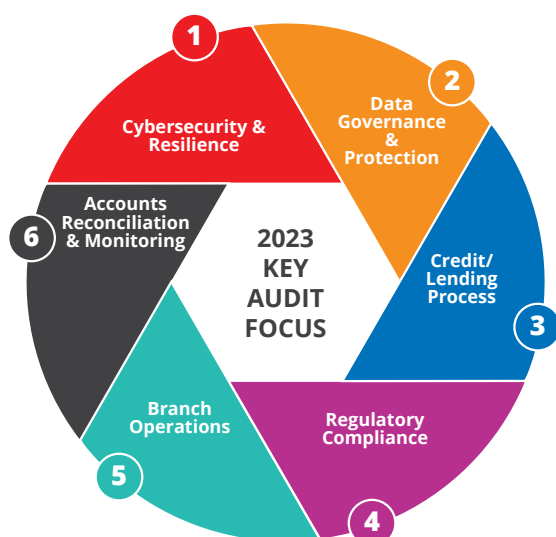 1
Cybersecurity &
Resilience
2
Data
Governance
&
Protection
3
Credit/
Lending
Process
4
Regulatory
Compliance
5
Branch
Operations
6
Accounts
Reconciliation
& Monitoring
2023
KEY
AUDIT
FOCUS